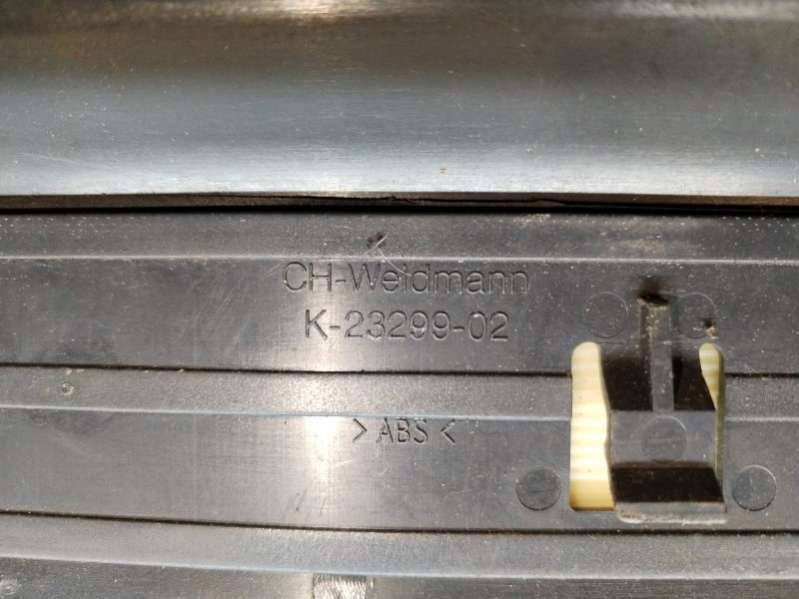 CH-Weidmann
K-23299-02
> ABS <